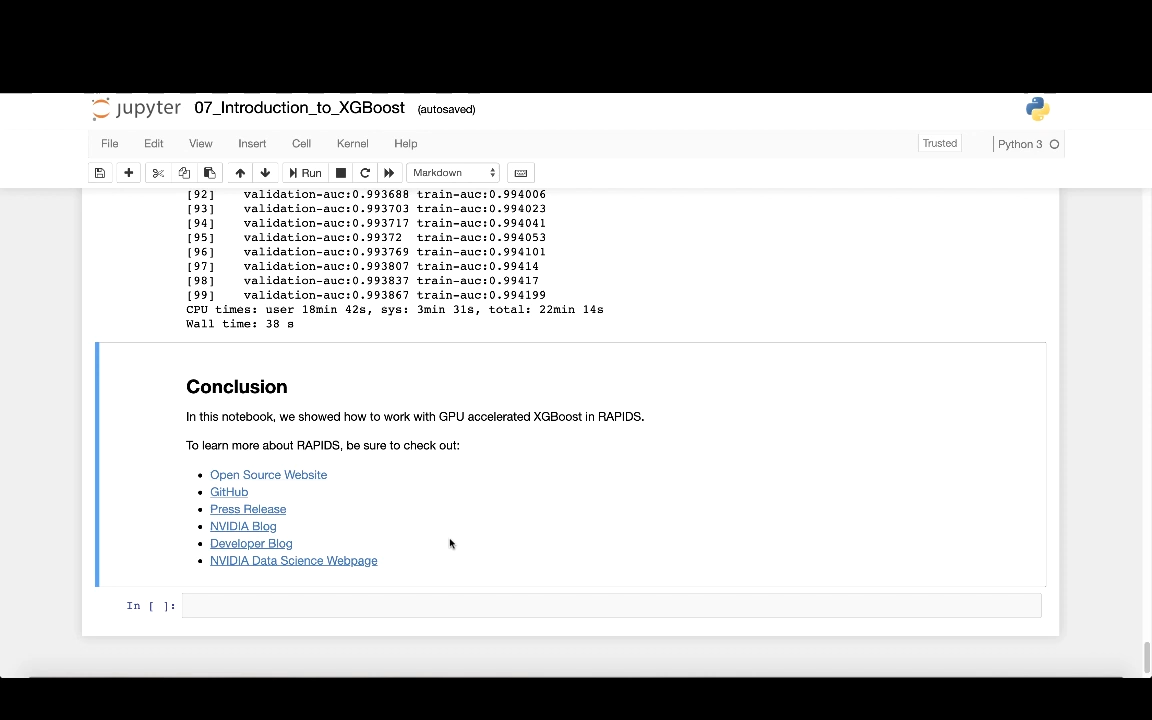 jupyter 07_Introduction_to_XGBoost (autosaved)
File Edit View Insert Cell Kernel Help Trusted Python 3
Run Markdown
[92] validation-auc:0.993688 train-auc:0.994006
[93] validation-auc:0.993703 train-auc:0.994023
[94] validation-auc:0.993717 train-auc:0.994041
[95] validation-auc:0.99372 train-auc:0.994053
[96] validation-auc:0.993769 train-auc:0.994101
[97] validation-auc:0.993807 train-auc:0.99414
[98] validation-auc:0.993837 train-auc:0.99417
[99] validation-auc:0.993867 train-auc:0.994199
CPU times: user 18min 42s, sys: 3min 31s, total: 22min 14s
Wall time: 38 s
Conclusion
In this notebook, we showed how to work with GPU accelerated XGBoost in RAPIDS.
To learn more about RAPIDS, be sure to check out:
• Open Source Website
• GitHub
• Press Release
• NVIDIA Blog
• Developer Blog
• NVIDIA Data Science Webpage
In [ ]: